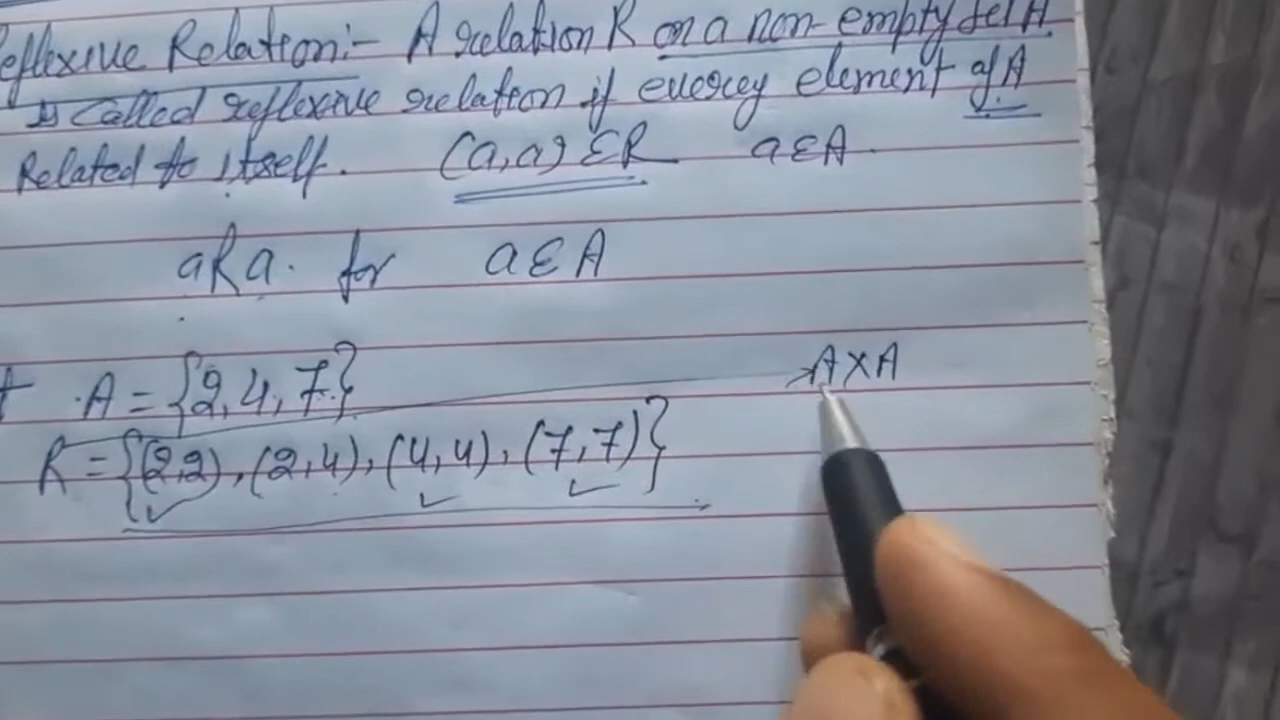 eflexive Relation:- A relation R on a non-empty set A.
is called reflexive relation if every element of A
Related to itself. (a,a) ∈R a∈A.
aRa. for a∈A
t A = {2,4,7}
A×A
R = {(2,2), (2,4), (4,4), (7,7)}